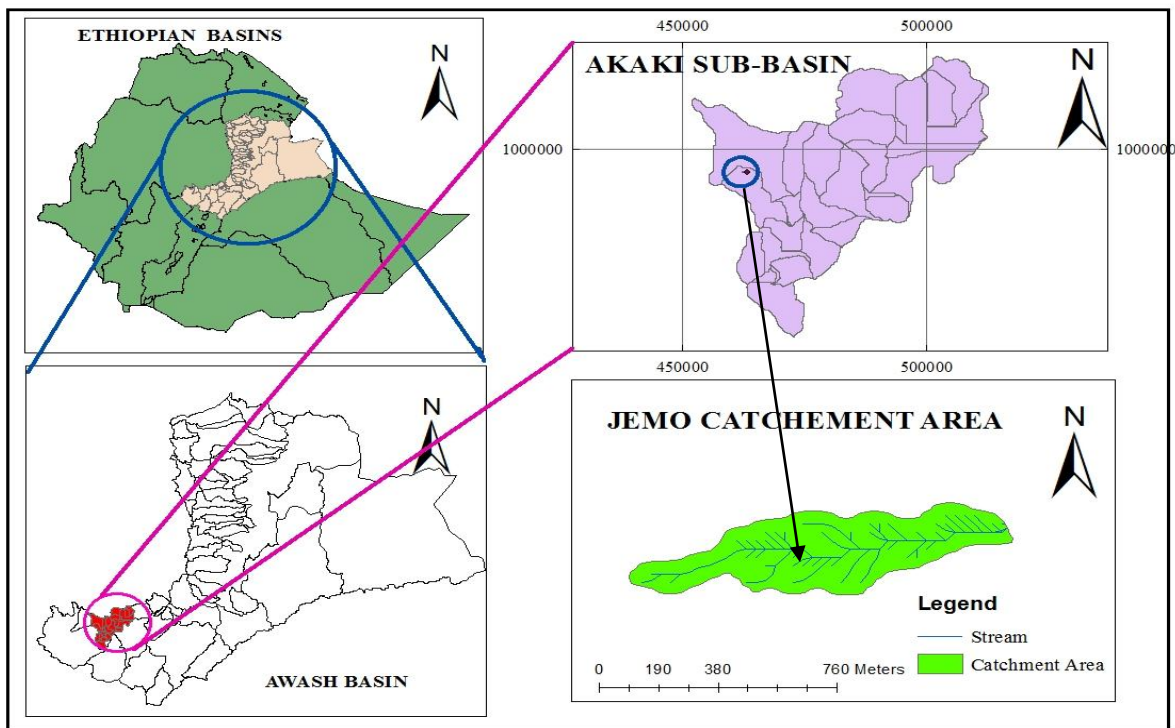 ETHIOPIAN BASINS
N
450000 500000
AKAKI SUB-BASIN
N
1000000 1000000
450000 500000
N
AWASH BASIN
JEMO CATCHEMENT AREA
N
Legend
Stream
Catchment Area
0 190 380 760 Meters